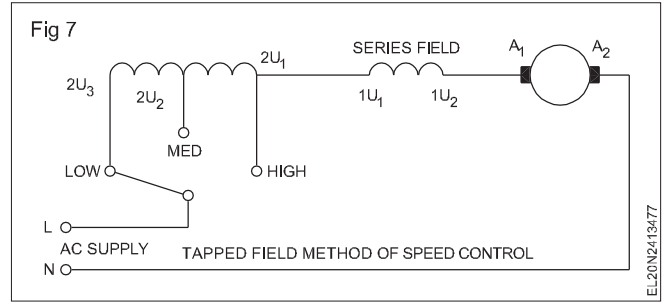 Fig 7
2U3
2U2
2U1
SERIES FIELD
1U1
1U2
A1
A2
MED
LOW
HIGH
L
AC SUPPLY
N
TAPPED FIELD METHOD OF SPEED CONTROL
EL20N2413477